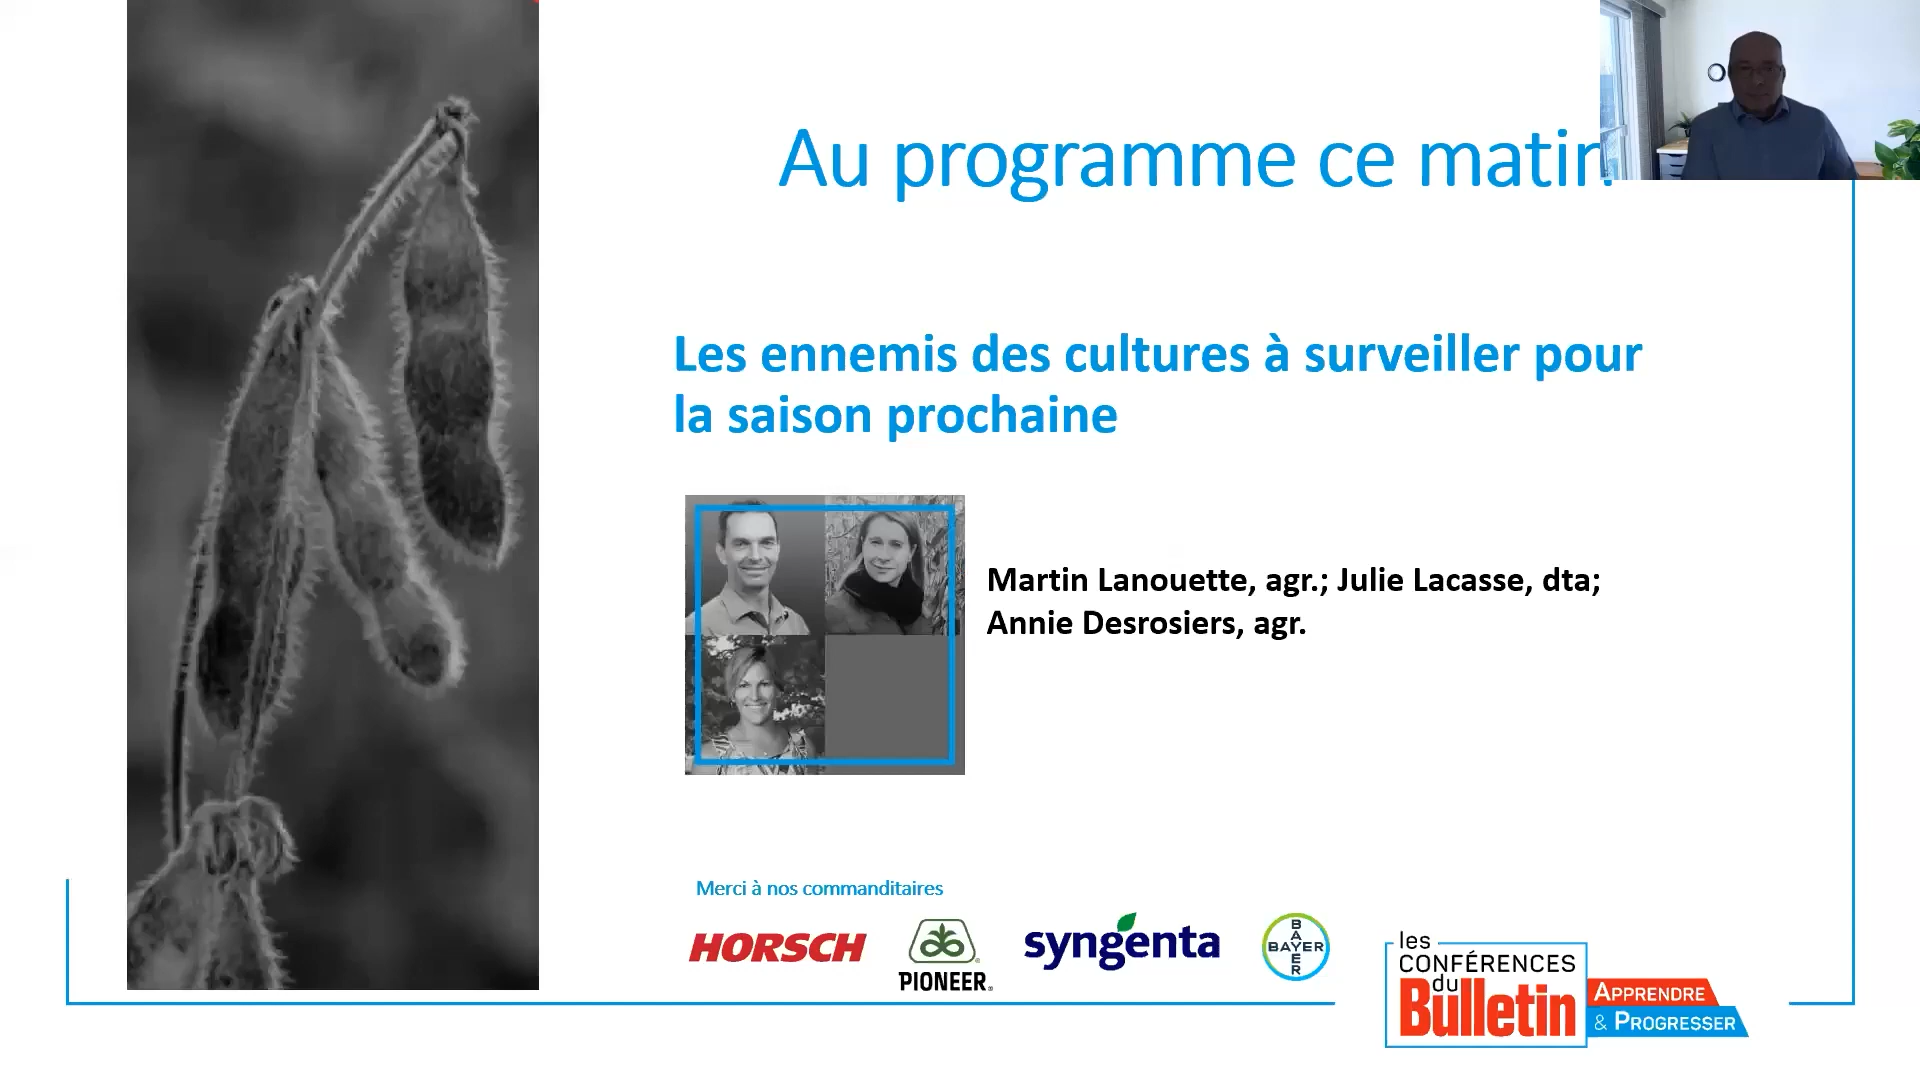 Au programme ce matin
Les ennemis des cultures à surveiller pour
la saison prochaine
Martin Lanouette, agr.; Julie Lacasse, dta;
Annie Desrosiers, agr.
Merci à nos commanditaires
HORSCH
PIONEER®
syngenta
BAYER
BAYER
les
CONFÉRENCES
du
Bulletin
APPRENDRE
& PROGRESSER